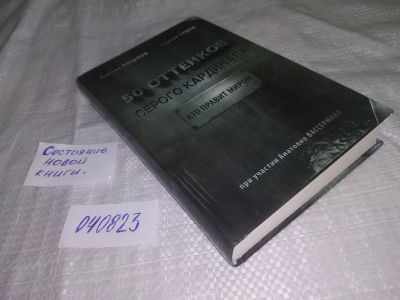 50 ОТТЕНКОВ
СЕРОГО КАРДИНАЛА
КТО ПРАВИТ МИРОМ
при участии Анатолия ВАССЕРМАНА
Состояние
новой
книги.
040823